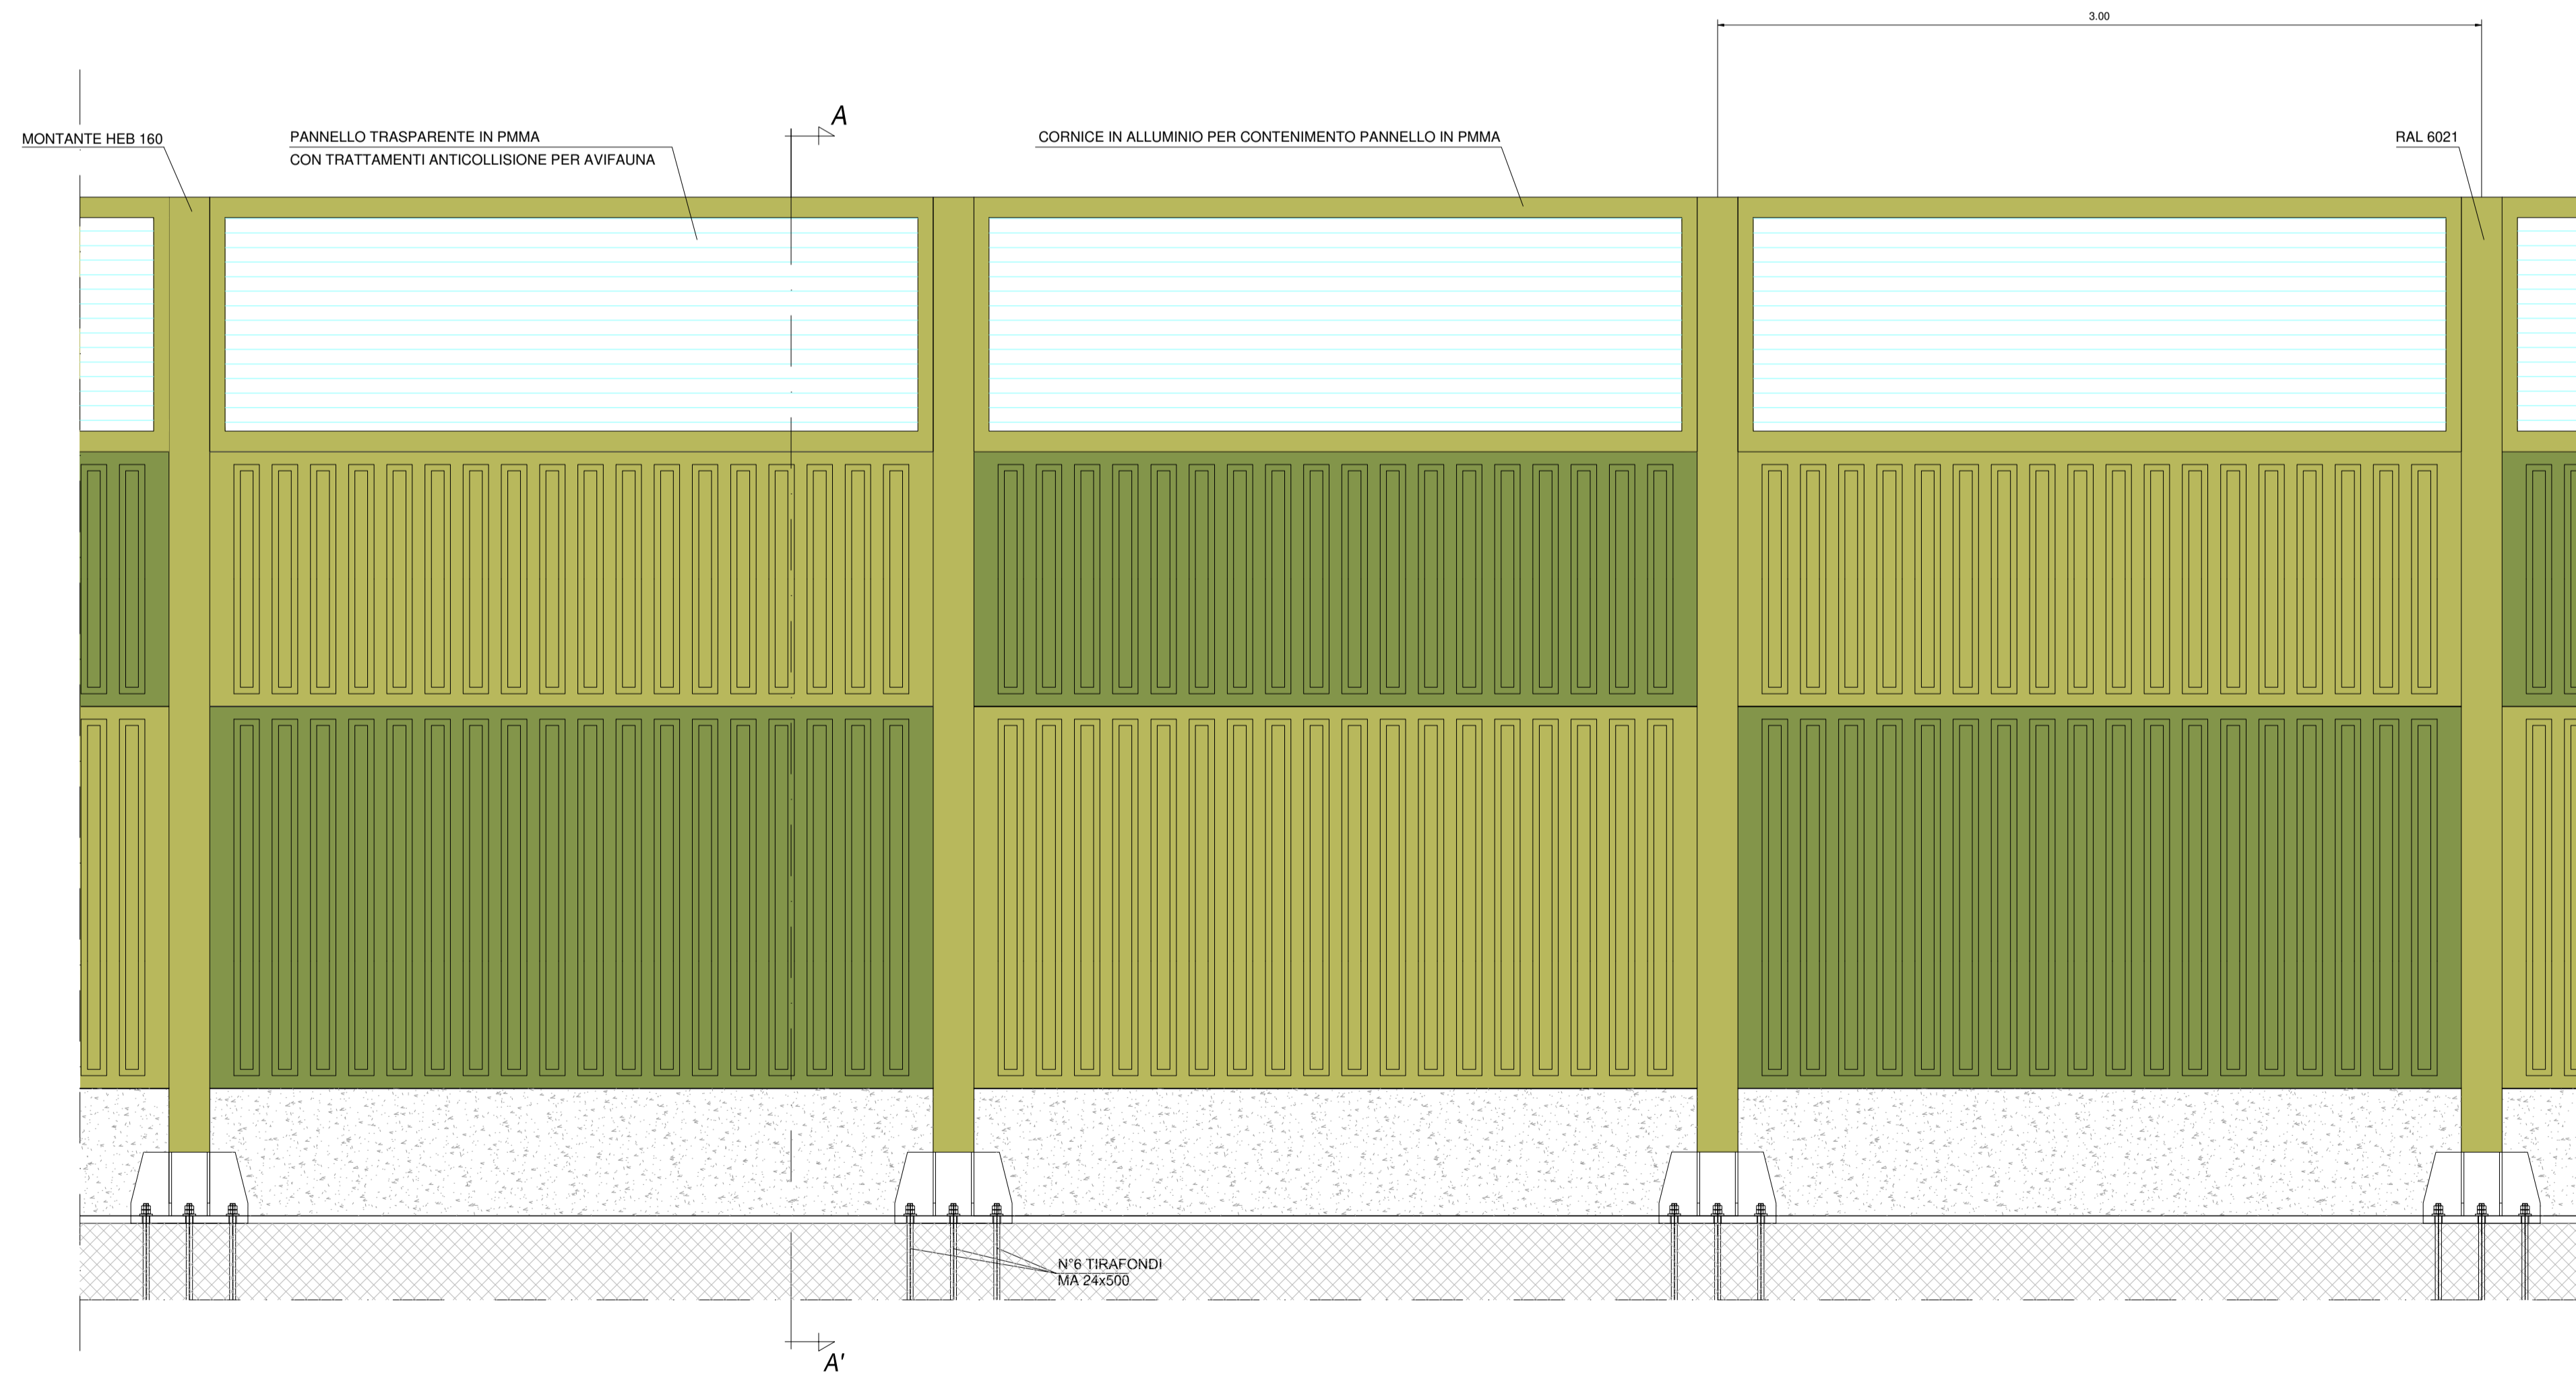 3.00
A
MONTANTE HEB 160
PANNELLO TRASPARENTE IN PMMA
CON TRATTAMENTI ANTICOLLISIONE PER AVIFAUNA
CORNICE IN ALLUMINIO PER CONTENIMENTO PANNELLO IN PMMA
RAL 6021
N°6 TIRAFONDI
MA 24x500
A'